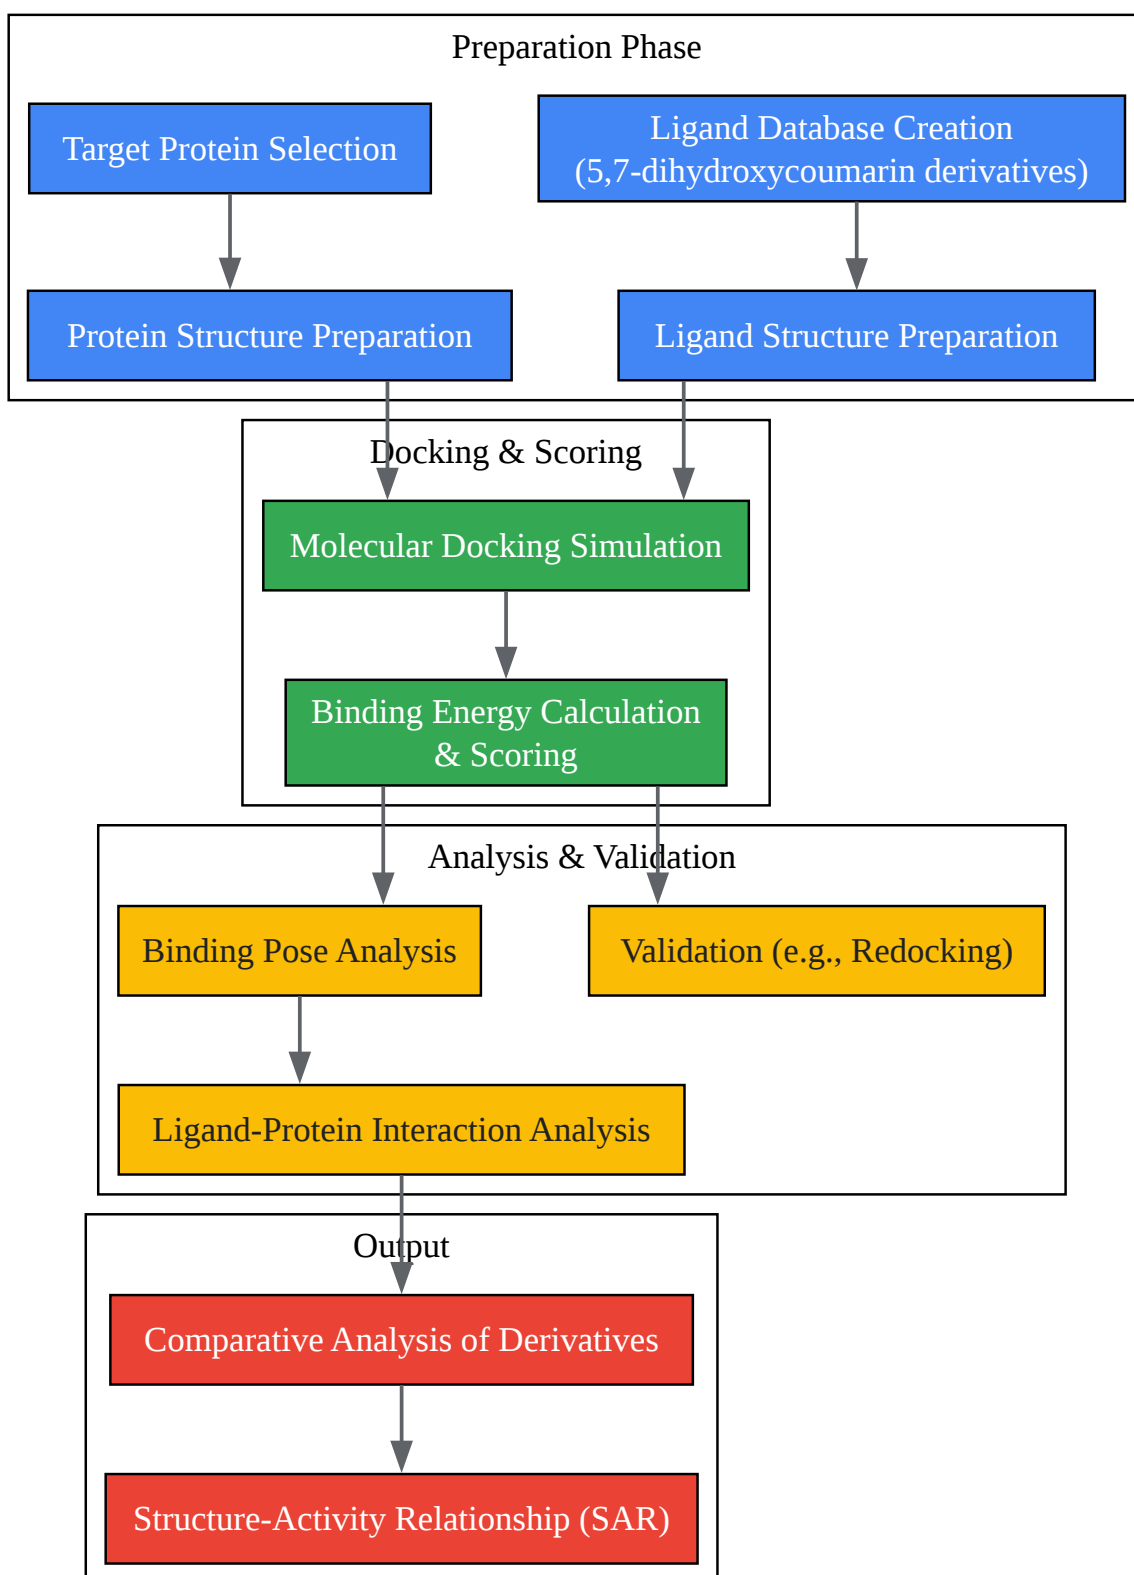 Preparation Phase
Target Protein Selection
Ligand Database Creation
(5,7-dihydroxycoumarin derivatives)
Protein Structure Preparation
Ligand Structure Preparation
Docking & Scoring
Molecular Docking Simulation
Binding Energy Calculation
& Scoring
Analysis & Validation
Binding Pose Analysis
Validation (e.g., Redocking)
Ligand-Protein Interaction Analysis
Output
Comparative Analysis of Derivatives
Structure-Activity Relationship (SAR)